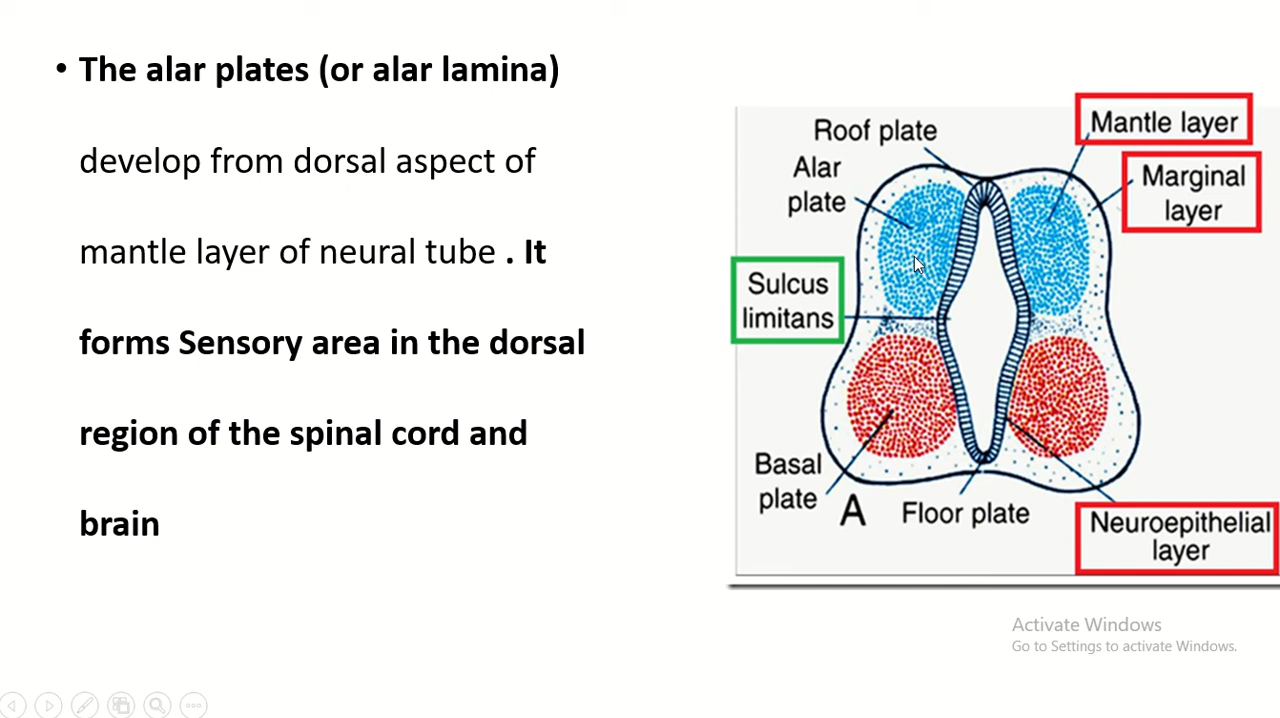 • The alar plates (or alar lamina)
develop from dorsal aspect of
mantle layer of neural tube . It
forms Sensory area in the dorsal
region of the spinal cord and
brain
Roof plate
Alar
plate
Sulcus
limitans
Basal
plate
A
Floor plate
Mantle layer
Marginal
layer
Neuroepithelial
layer
Activate Windows
Go to Settings to activate Windows.